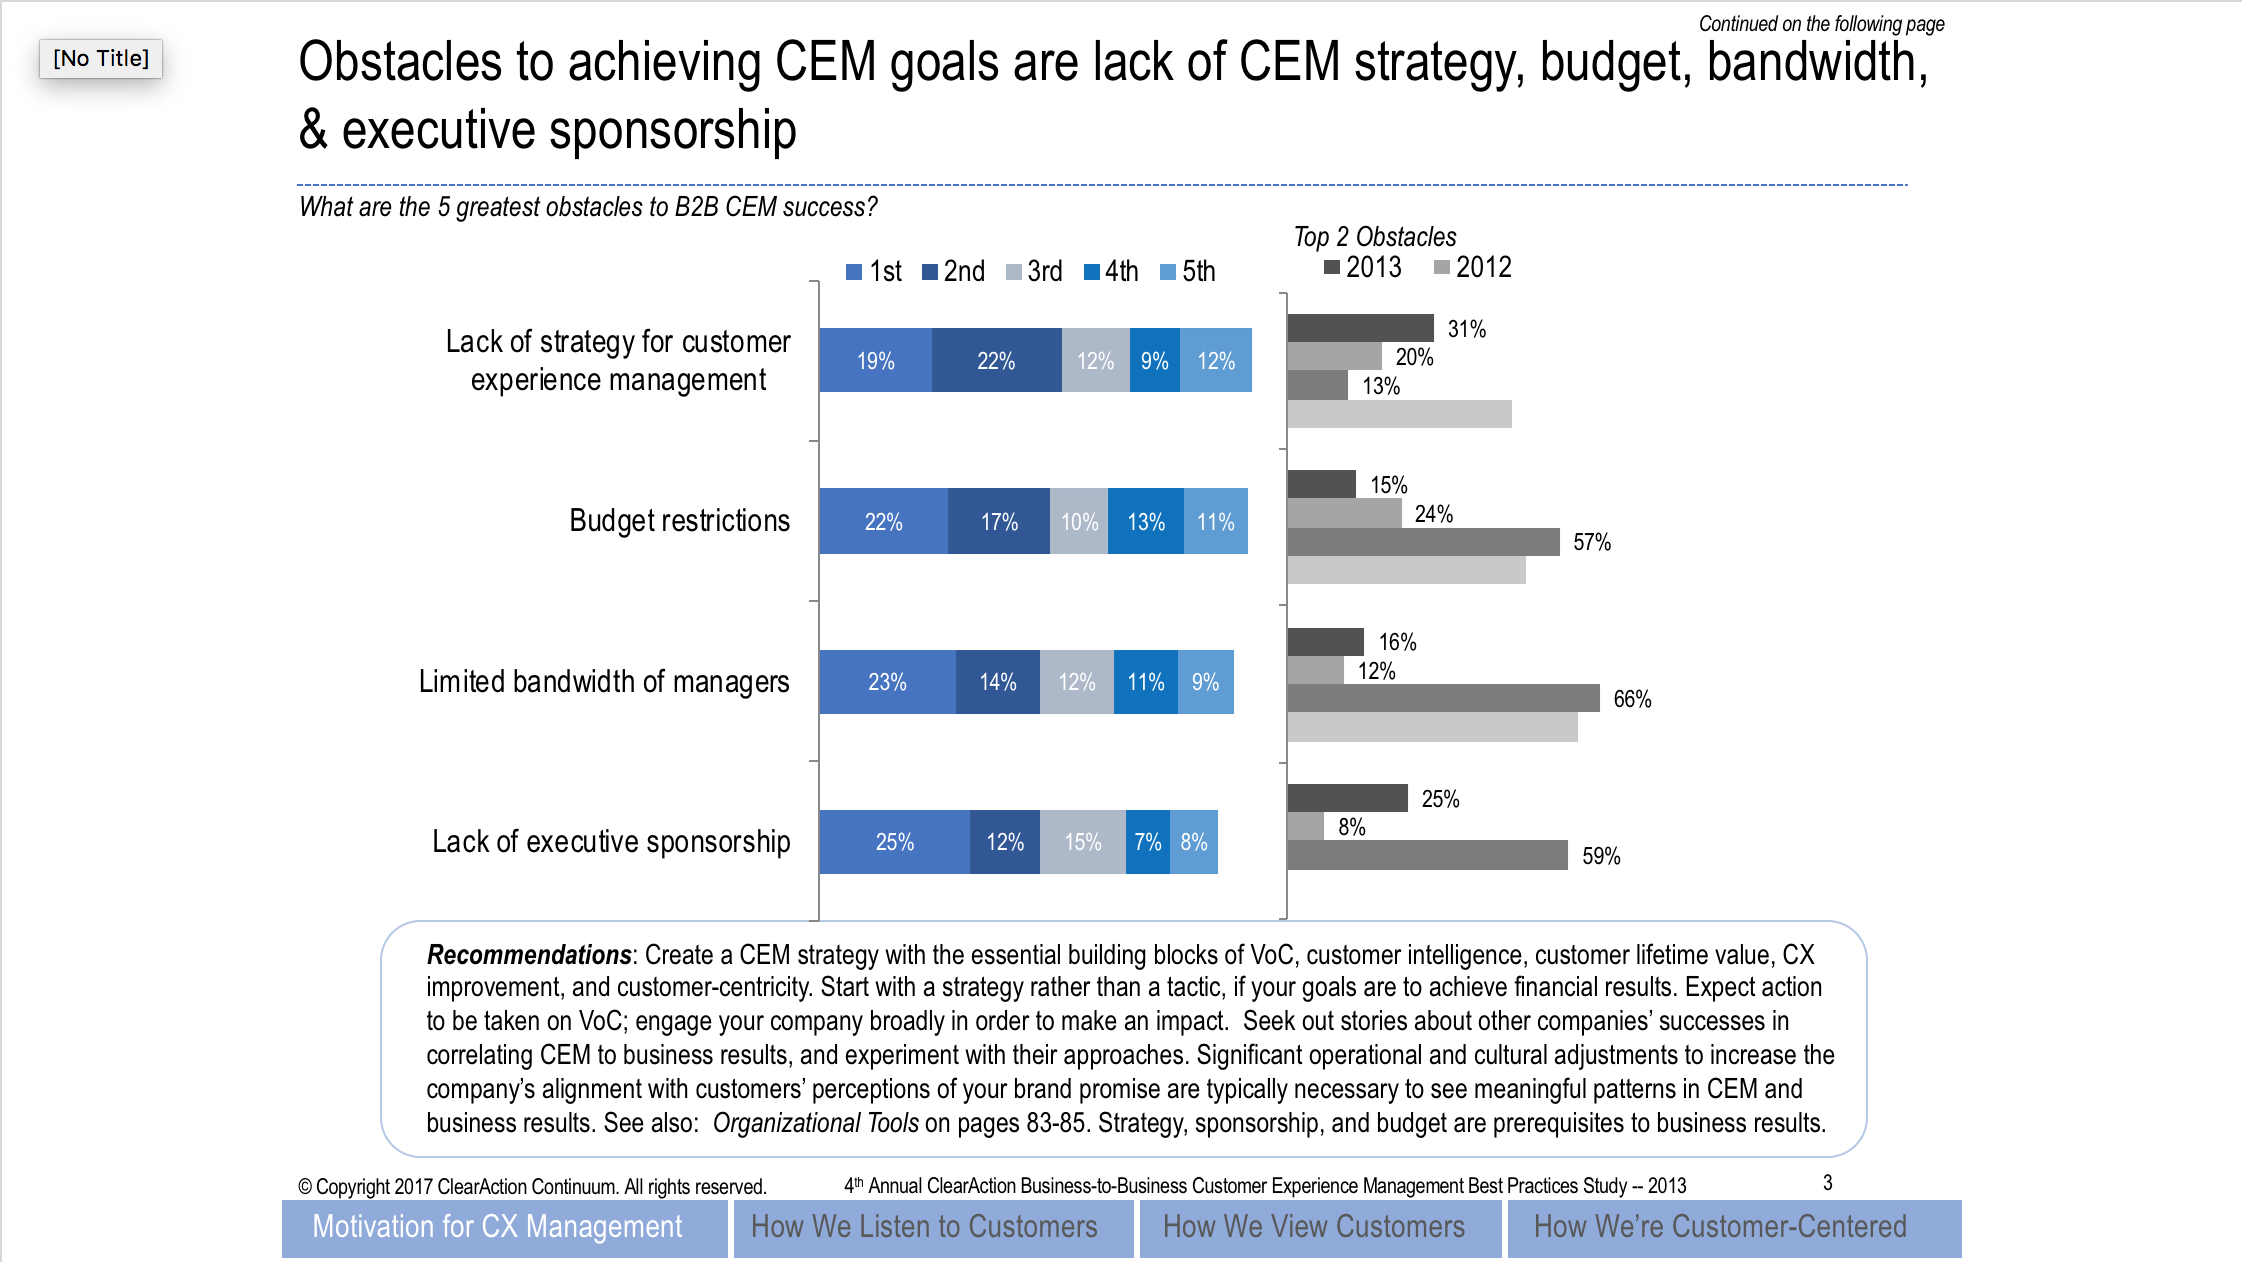 Continued on the following page
[No Title]
Obstacles to achieving CEM goals are lack of CEM strategy, budget, bandwidth,
& executive sponsorship
What are the 5 greatest obstacles to B2B CEM success?
Top 2 Obstacles
1st 2nd 3rd 4th 5th
2013 2012
Lack of strategy for customer
experience management
19% 22% 12% 9% 12%
31%
20%
13%
Budget restrictions
22% 17% 10% 13% 11%
15%
24%
57%
Limited bandwidth of managers
23% 14% 12% 11% 9%
16%
12%
66%
Lack of executive sponsorship
25% 12% 15% 7% 8%
25%
8%
59%
Recommendations: Create a CEM strategy with the essential building blocks of VoC, customer intelligence, customer lifetime value, CX
improvement, and customer-centricity. Start with a strategy rather than a tactic, if your goals are to achieve financial results. Expect action
to be taken on VoC; engage your company broadly in order to make an impact.  Seek out stories about other companies’ successes in
correlating CEM to business results, and experiment with their approaches. Significant operational and cultural adjustments to increase the
company’s alignment with customers’ perceptions of your brand promise are typically necessary to see meaningful patterns in CEM and
business results. See also:  Organizational Tools on pages 83-85. Strategy, sponsorship, and budget are prerequisites to business results.
© Copyright 2017 ClearAction Continuum. All rights reserved.
4th Annual ClearAction Business-to-Business Customer Experience Management Best Practices Study -- 2013
3
Motivation for CX Management
How We Listen to Customers
How We View Customers
How We’re Customer-Centered